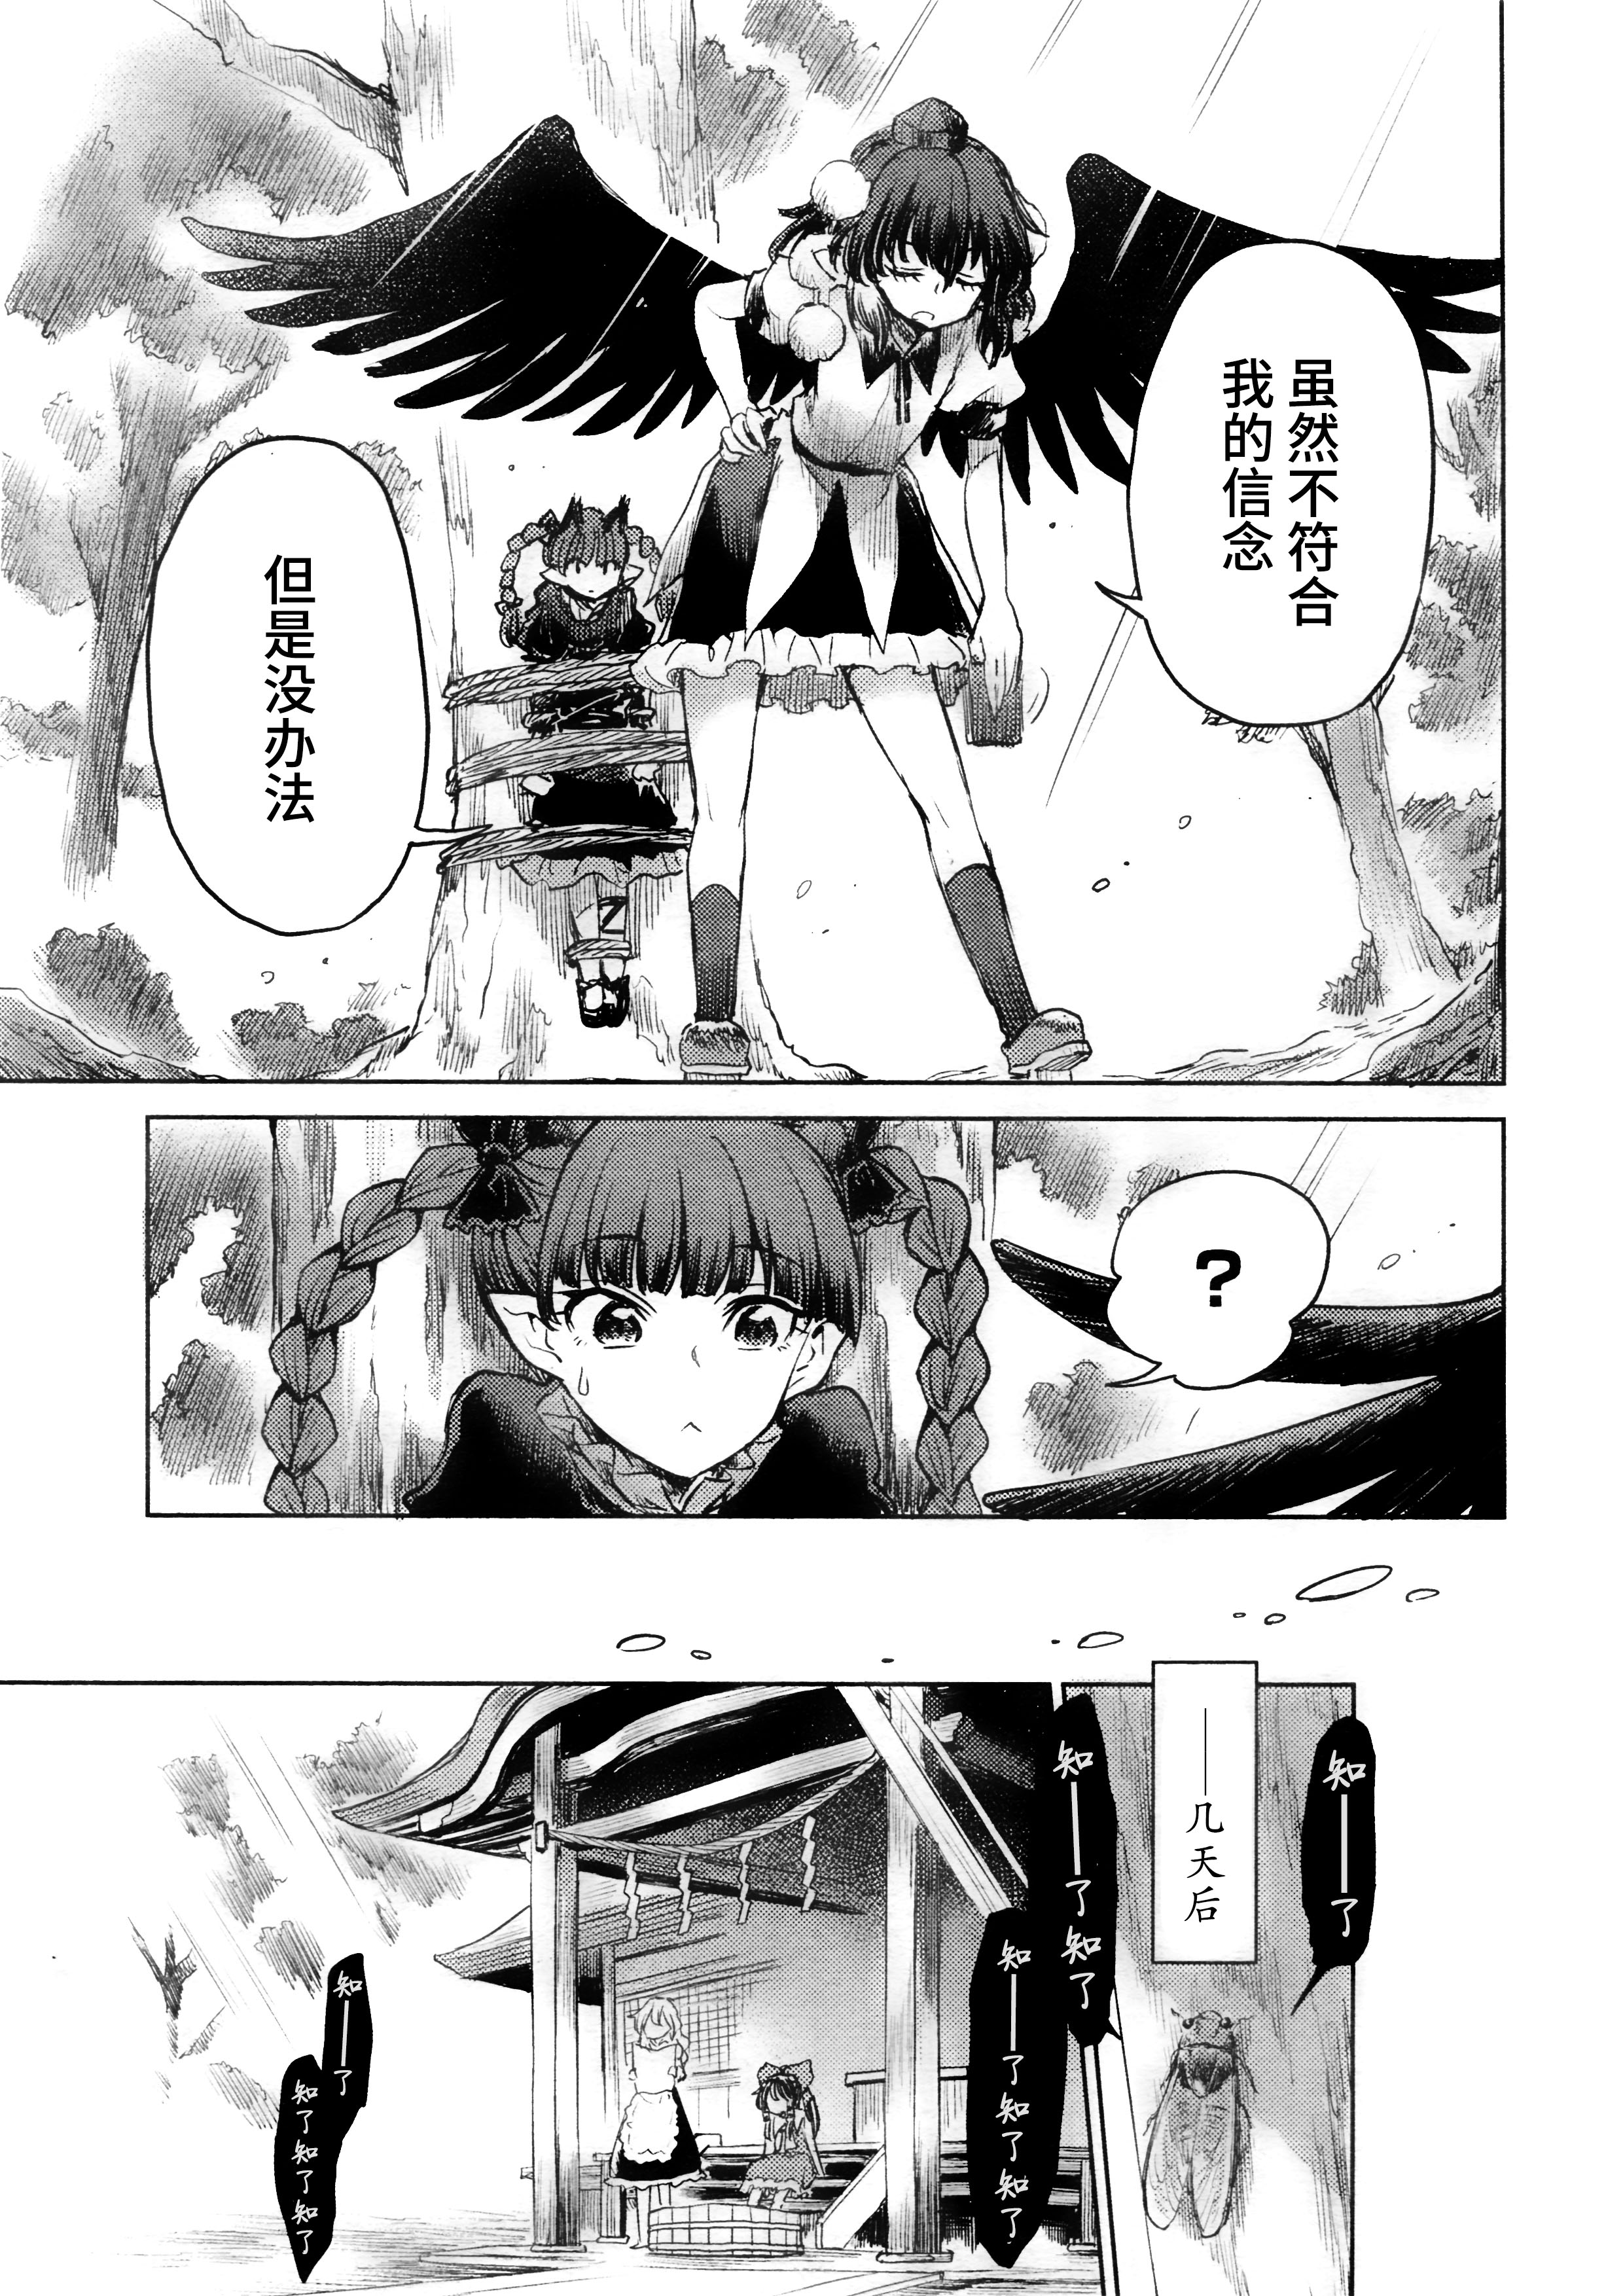 虽然不符合
我的信念
但是没办法
？
——几天后
知——了
知——了知了
知——了知了知了
知——了
知了知了知了